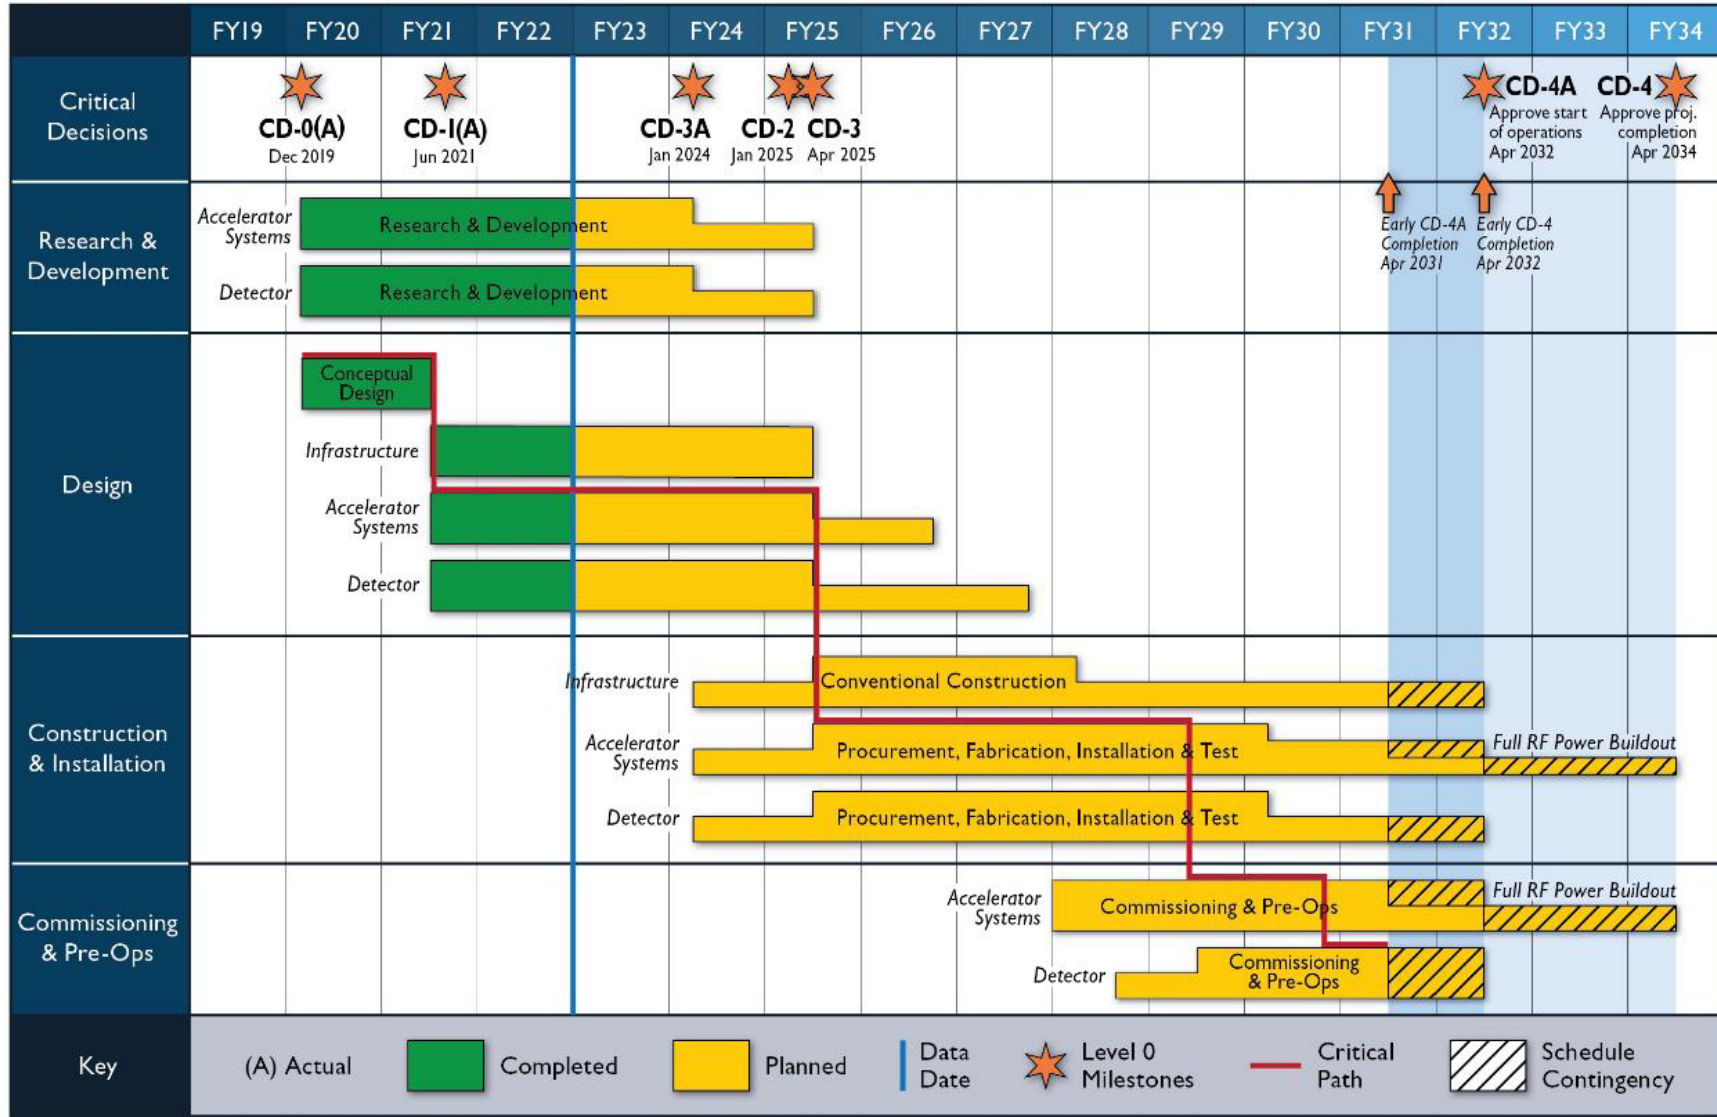 FY19 FY20 FY21 FY22 FY23 FY24 FY25 FY26 FY27 FY28 FY29 FY30 FY31 FY32 FY33 FY34
Critical
Decisions
CD-0(A)
Dec 2019
CD-1(A)
Jun 2021
CD-3A
Jan 2024
CD-2
Jan 2025
CD-3
Apr 2025
CD-4A
Approve start
of operations
Apr 2032
CD-4
Approve proj.
completion
Apr 2034
Research &
Development
Accelerator
Systems
Research & Development
Detector
Research & Development
Early CD-4A
Completion
Apr 2031
Early CD-4
Completion
Apr 2032
Design
Conceptual
Design
Infrastructure
Accelerator
Systems
Detector
Construction
& Installation
Infrastructure
Conventional Construction
Accelerator
Systems
Procurement, Fabrication, Installation & Test
Full RF Power Buildout
Detector
Procurement, Fabrication, Installation & Test
Commissioning
& Pre-Ops
Accelerator
Systems
Commissioning & Pre-Ops
Full RF Power Buildout
Detector
Commissioning
& Pre-Ops
Key
(A) Actual
Completed
Planned
Data
Date
Level 0
Milestones
Critical
Path
Schedule
Contingency